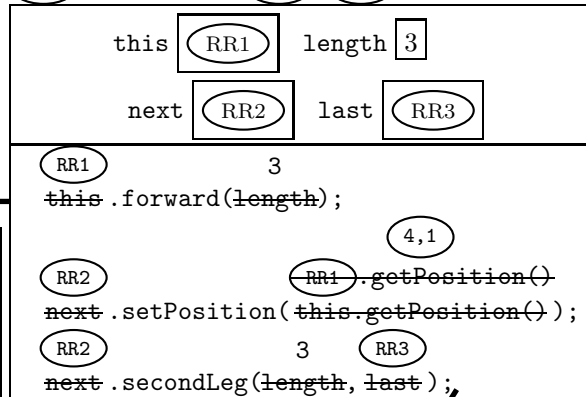 this RR1 length 3
next RR2 last RR3
RR1 3
this.forward(length);
4,1
RR2 RR1.getPosition()
next.setPosition(this.getPosition());
RR2 3 RR3
next.secondLeg(length, last);